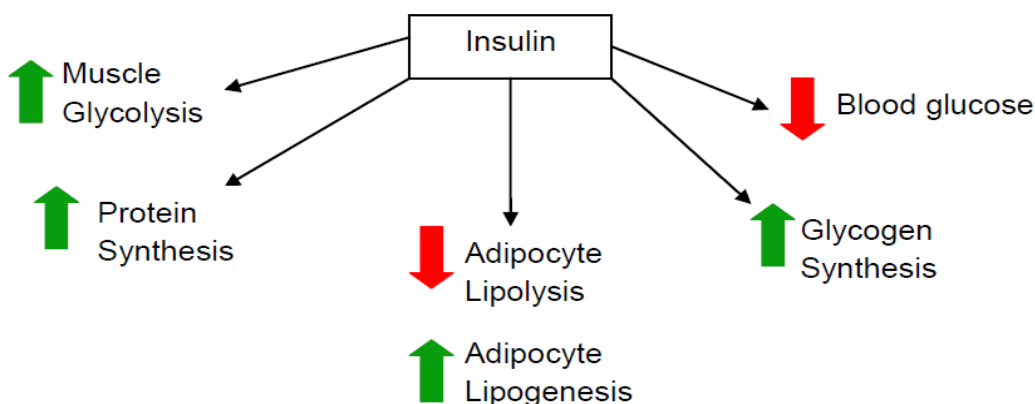 Insulin
Muscle
Glycolysis
Blood glucose
Protein
Synthesis
Adipocyte
Lipolysis
Glycogen
Synthesis
Adipocyte
Lipogenesis